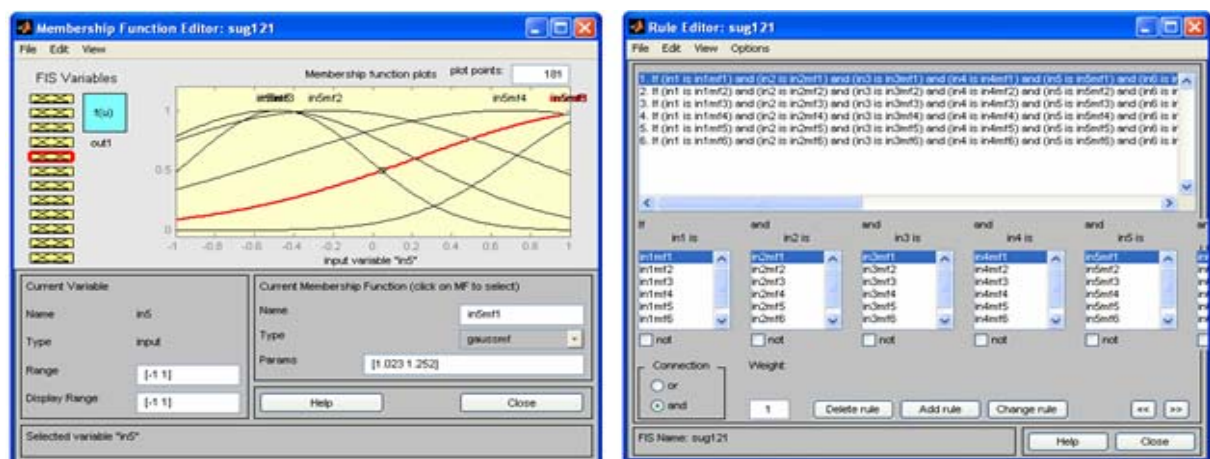 Membership Function Editor: sug121
File Edit View
FIS Variables
Membership function plots plot points: 181
f(u)
out1
in5mf2 in5mf4
1
0.5
0
-1 -0.8 -0.6 -0.4 -0.2 0 0.2 0.4 0.6 0.8 1
input variable "in5"
Current Variable
Name in5
Type input
Range [-1 1]
Display Range [-1 1]
Current Membership Function (click on MF to select)
Name in5mf1
Type gaussmf
Params [1.023 1.252]
Help Close
Selected variable "in5"
Rule Editor: sug121
File Edit View Options
1. If (in1 is in1mf1) and (in2 is in2mf1) and (in3 is in3mf1) and (in4 is in4mf1) and (in5 is in5mf1) and (in6 is
2. If (in1 is in1mf2) and (in2 is in2mf2) and (in3 is in3mf2) and (in4 is in4mf2) and (in5 is in5mf2) and (in6 is
3. If (in1 is in1mf3) and (in2 is in2mf3) and (in3 is in3mf3) and (in4 is in4mf3) and (in5 is in5mf3) and (in6 is
4. If (in1 is in1mf4) and (in2 is in2mf4) and (in3 is in3mf4) and (in4 is in4mf4) and (in5 is in5mf4) and (in6 is
5. If (in1 is in1mf5) and (in2 is in2mf5) and (in3 is in3mf5) and (in4 is in4mf5) and (in5 is in5mf5) and (in6 is
6. If (in1 is in1mf6) and (in2 is in2mf6) and (in3 is in3mf6) and (in4 is in4mf6) and (in5 is in5mf6) and (in6 is
If and and and and
in1 is in2 is in3 is in4 is in5 is
in1mf1 in2mf1 in3mf1 in4mf1 in5mf1
in1mf2 in2mf2 in3mf2 in4mf2 in5mf2
in1mf3 in2mf3 in3mf3 in4mf3 in5mf3
in1mf4 in2mf4 in3mf4 in4mf4 in5mf4
in1mf5 in2mf5 in3mf5 in4mf5 in5mf5
in1mf6 in2mf6 in3mf6 in4mf6 in5mf6
not not not not not
Connection Weight:
or
and 1 Delete rule Add rule Change rule << >>
FIS Name: sug121 Help Close